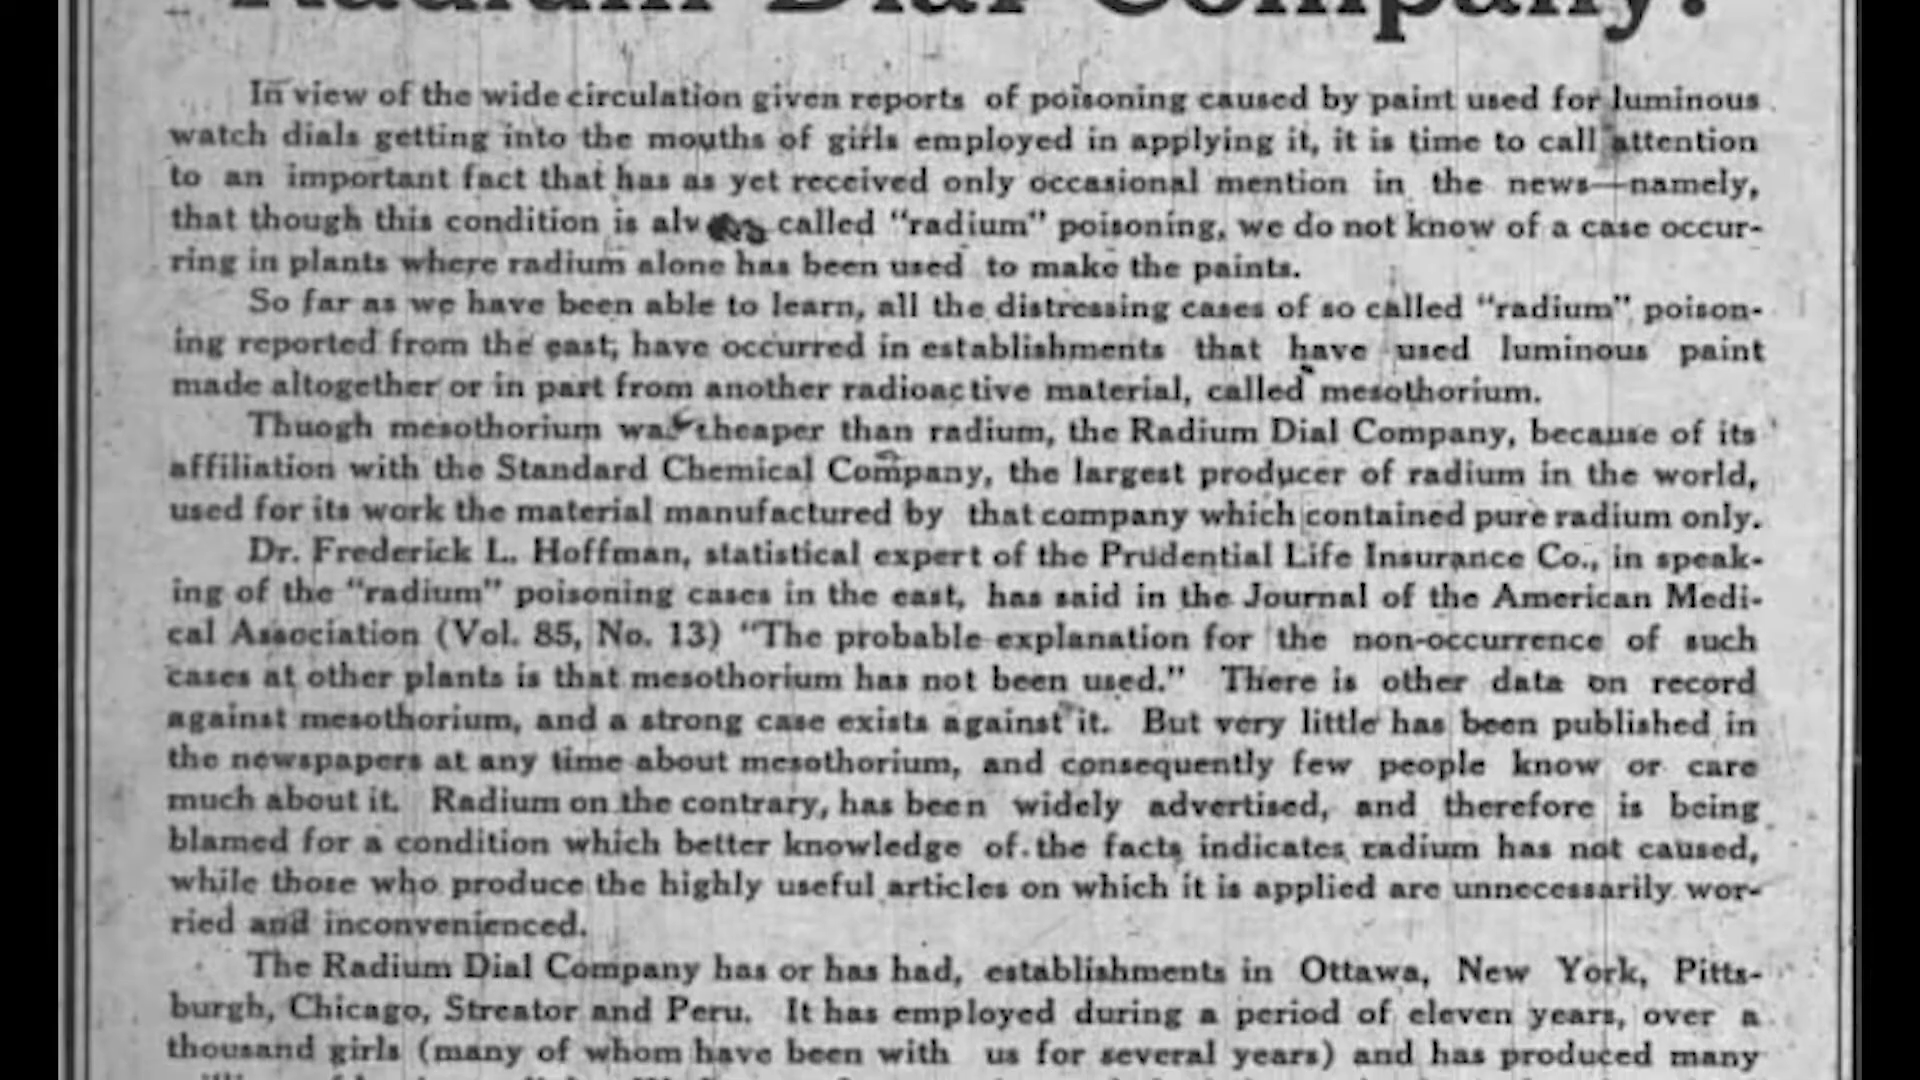 Radium Dial Company.
In view of the wide circulation given reports of poisoning caused by paint used for luminous
watch dials getting into the mouths of girls employed in applying it, it is time to call attention
to an important fact that has as yet received only occasional mention in the news—namely,
that though this condition is called "radium" poisoning, we do not know of a case occur-
ring in plants where radium alone has been used to make the paints.
So far as we have been able to learn, all the distressing cases of so called "radium" poison-
ing reported from the east, have occurred in establishments that have used luminous paint
made altogether or in part from another radioactive material, called mesothorium.
Thuogh mesothorium was cheaper than radium, the Radium Dial Company, because of its
affiliation with the Standard Chemical Company, the largest producer of radium in the world,
used for its work the material manufactured by that company which contained pure radium only.
Dr. Frederick L. Hoffman, statistical expert of the Prudential Life Insurance Co., in speak-
ing of the "radium" poisoning cases in the east, has said in the Journal of the American Medi-
cal Association (Vol. 85, No. 13) "The probable explanation for the non-occurrence of such
cases at other plants is that mesothorium has not been used." There is other data on record
against mesothorium, and a strong case exists against it. But very little has been published in
the newspapers at any time about mesothorium, and consequently few people know or care
much about it. Radium on the contrary, has been widely advertised, and therefore is being
blamed for a condition which better knowledge of the facts indicates radium has not caused,
while those who produce the highly useful articles on which it is applied are unnecessarily wor-
ried and inconvenienced.
The Radium Dial Company has or has had, establishments in Ottawa, New York, Pitts-
burgh, Chicago, Streator and Peru. It has employed during a period of eleven years, over a
thousand girls (many of whom have been with us for several years) and has produced many